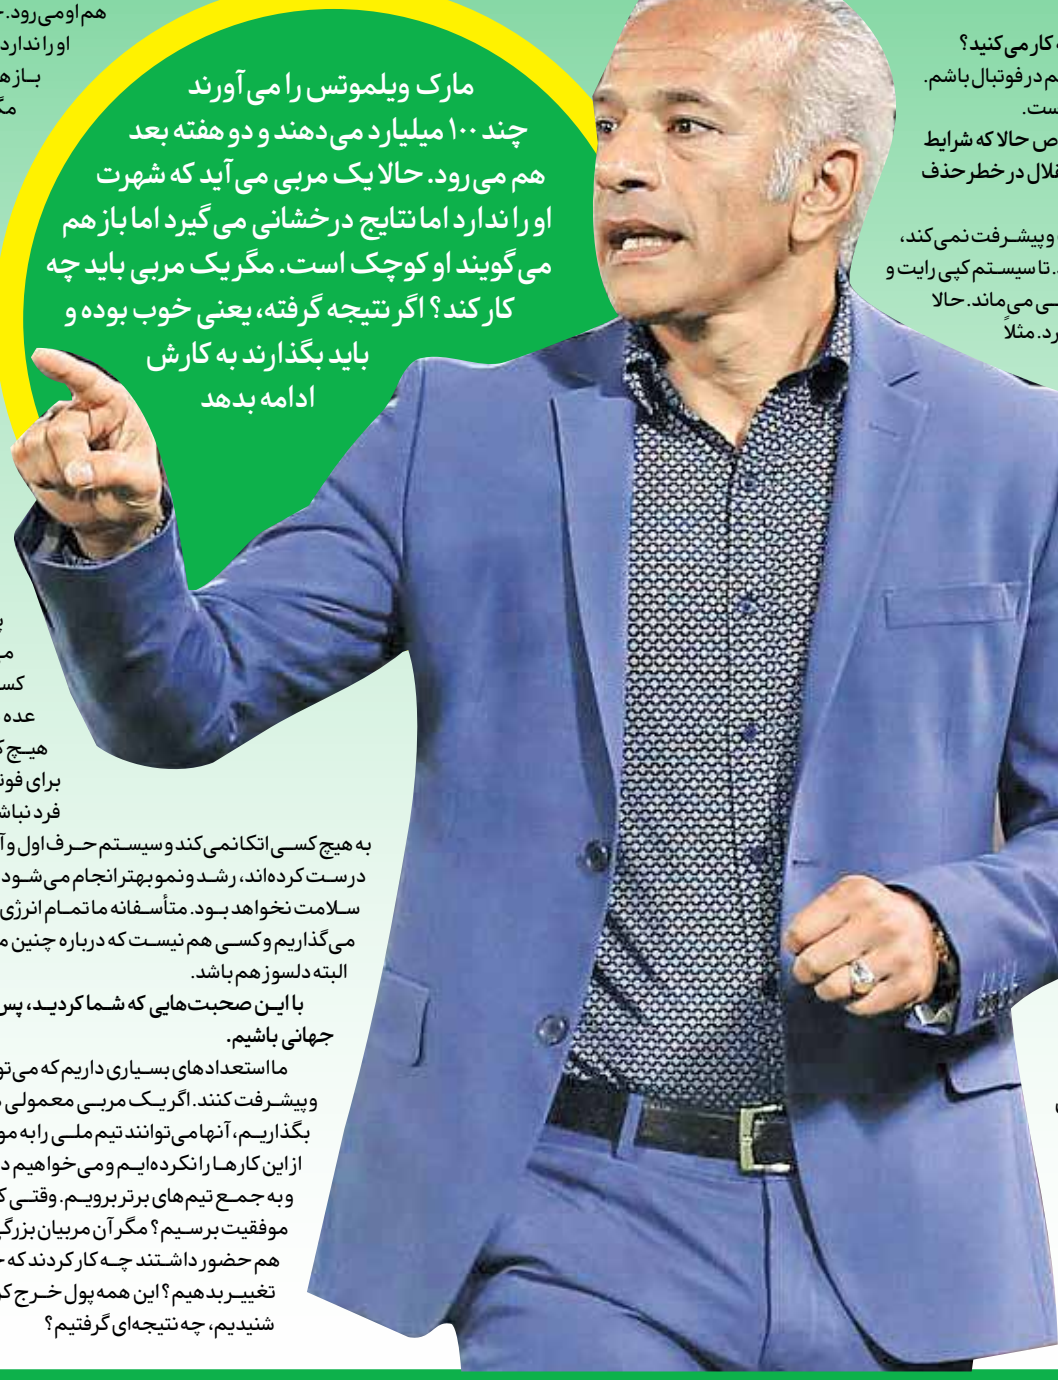 کار می‌کنید؟
م در فوتبال باشم.
ست.
ص حالا که شرایط
قلال در خطر حذف
و پیشرفت نمی‌کند،
. تا سیستم کپی رایت و
ی می‌ماند. حالا
رد. مثلاً
مارک ویلموتس را می‌آورند
چند ۱۰۰ میلیارد می‌دهند و دو هفته بعد
هم می‌رود. حالا یک مربی می‌آید که شهرت
او را ندارد اما نتایج درخشانی می‌گیرد اما باز هم
می‌گویند او کوچک است. مگر یک مربی باید چه
کار کند؟ اگر نتیجه گرفته، یعنی خوب بوده و
باید بگذارند به کارش
ادامه بدهد
هم او می‌رود.
او را ندارد
باز ه
مگ
پ
م
کس
عده
هیچ ک
برای فوت
فرد نباش
به هیچ کسی اتکا نمی‌کند و سیستم حرف اول و آ
درست کرده‌اند، رشد و نمو بهتر انجام می‌شود
سلامت نخواهد بود. متأسفانه ما تمام انرژی
می‌گذاریم و کسی هم نیست که درباره چنین م
البته دلسوز هم باشد.
با این صحبت‌هایی که شما کردید، پس
جهانی باشیم.
ما استعدادهای بسیاری داریم که می‌تو
و پیشرفت کنند. اگر یک مربی معمولی
بگذاریم، آنها می‌توانند تیم ملی را به مو
از این کارها را نکرده‌ایم و می‌خواهیم د
و به جمع تیم‌های برتر برویم. وقتی ک
موفقیت برسیم؟ مگر آن مربیان بزرگ
هم حضور داشتند چه کار کردند که
تغییر بدهیم؟ این همه پول خرج کر
شنیدیم، چه نتیجه‌ای گرفتیم؟